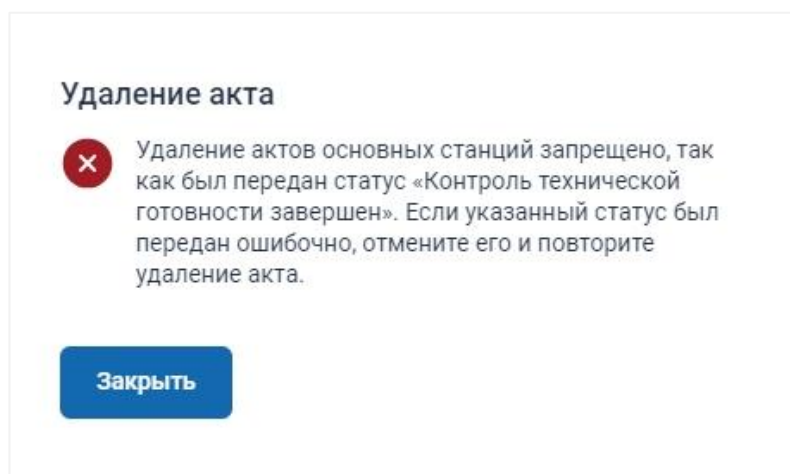 Удаление акта
Удаление актов основных станций запрещено, так
как был передан статус «Контроль технической
готовности завершен». Если указанный статус был
передан ошибочно, отмените его и повторите
удаление акта.
Закрыть